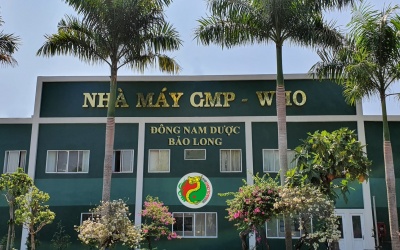 NHÀ MÁY GMP - WHO
ĐÔNG NAM DƯỢC
BẢO LONG